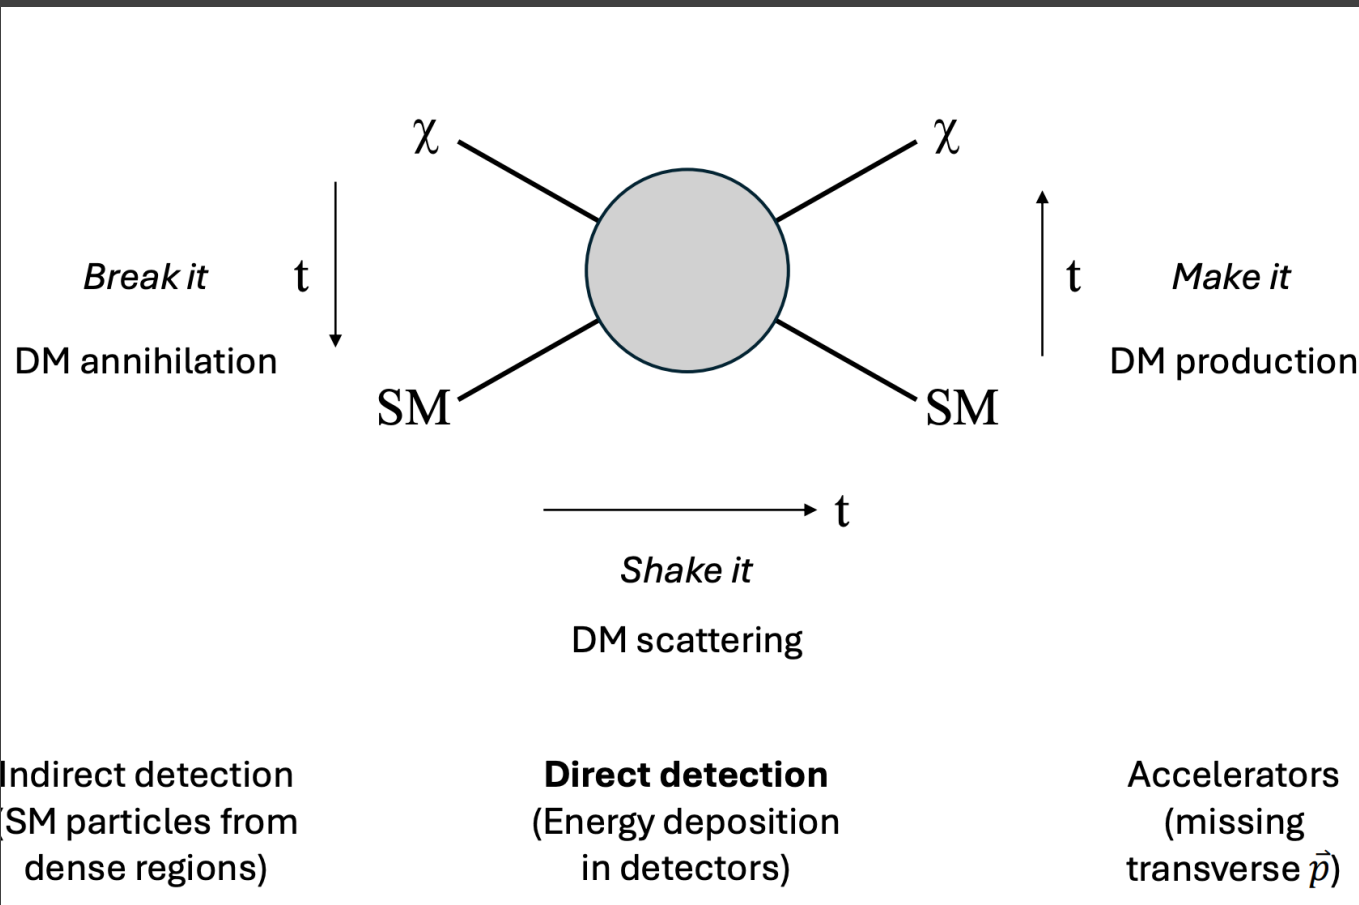 χ
χ
Break it
t
t
Make it
DM annihilation
DM production
SM
SM
t
Shake it
DM scattering
Indirect detection
(SM particles from
dense regions)
Direct detection
(Energy deposition
in detectors)
Accelerators
(missing
transverse p⃗)